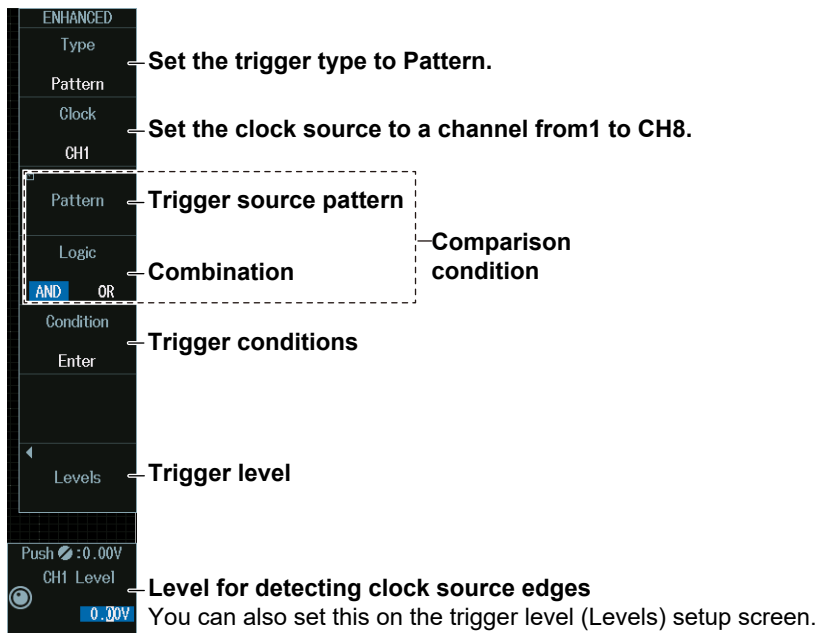 ENHANCED
Type
Pattern
Set the trigger type to Pattern.
Clock
CH1
Set the clock source to a channel from1 to CH8.
Pattern
Trigger source pattern
Logic
AND OR
Combination
Comparison
condition
Condition
Enter
Trigger conditions
Levels
Trigger level
Push :0.00V
CH1 Level
0.00V
Level for detecting clock source edges
You can also set this on the trigger level (Levels) setup screen.